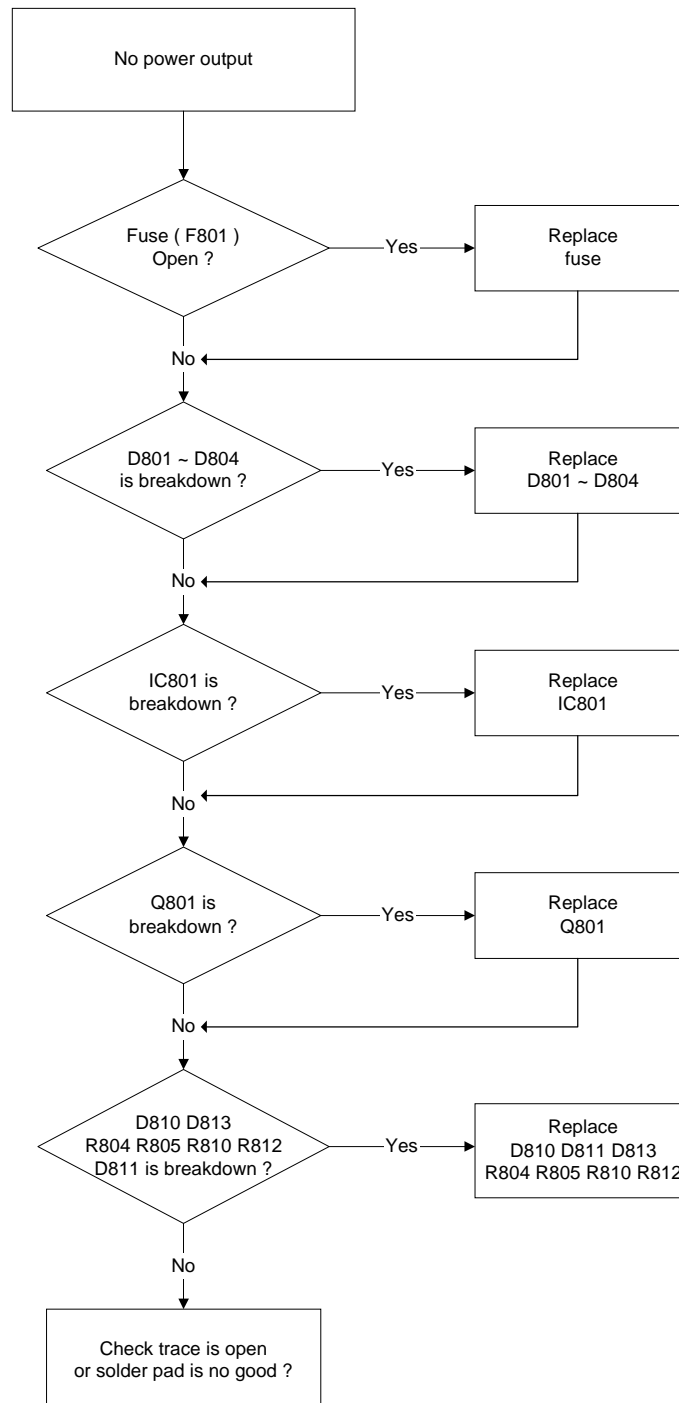 No power output
Fuse ( F801 )
Open ?
Yes
Replace
fuse
No
D801 ~ D804
is breakdown ?
Yes
Replace
D801 ~ D804
No
IC801 is
breakdown ?
Yes
Replace
IC801
No
Q801 is
breakdown ?
Yes
Replace
Q801
No
D810 D813
R804 R805 R810 R812
D811 is breakdown ?
Yes
Replace
D810 D811 D813
R804 R805 R810 R812
No
Check trace is open
or solder pad is no good ?